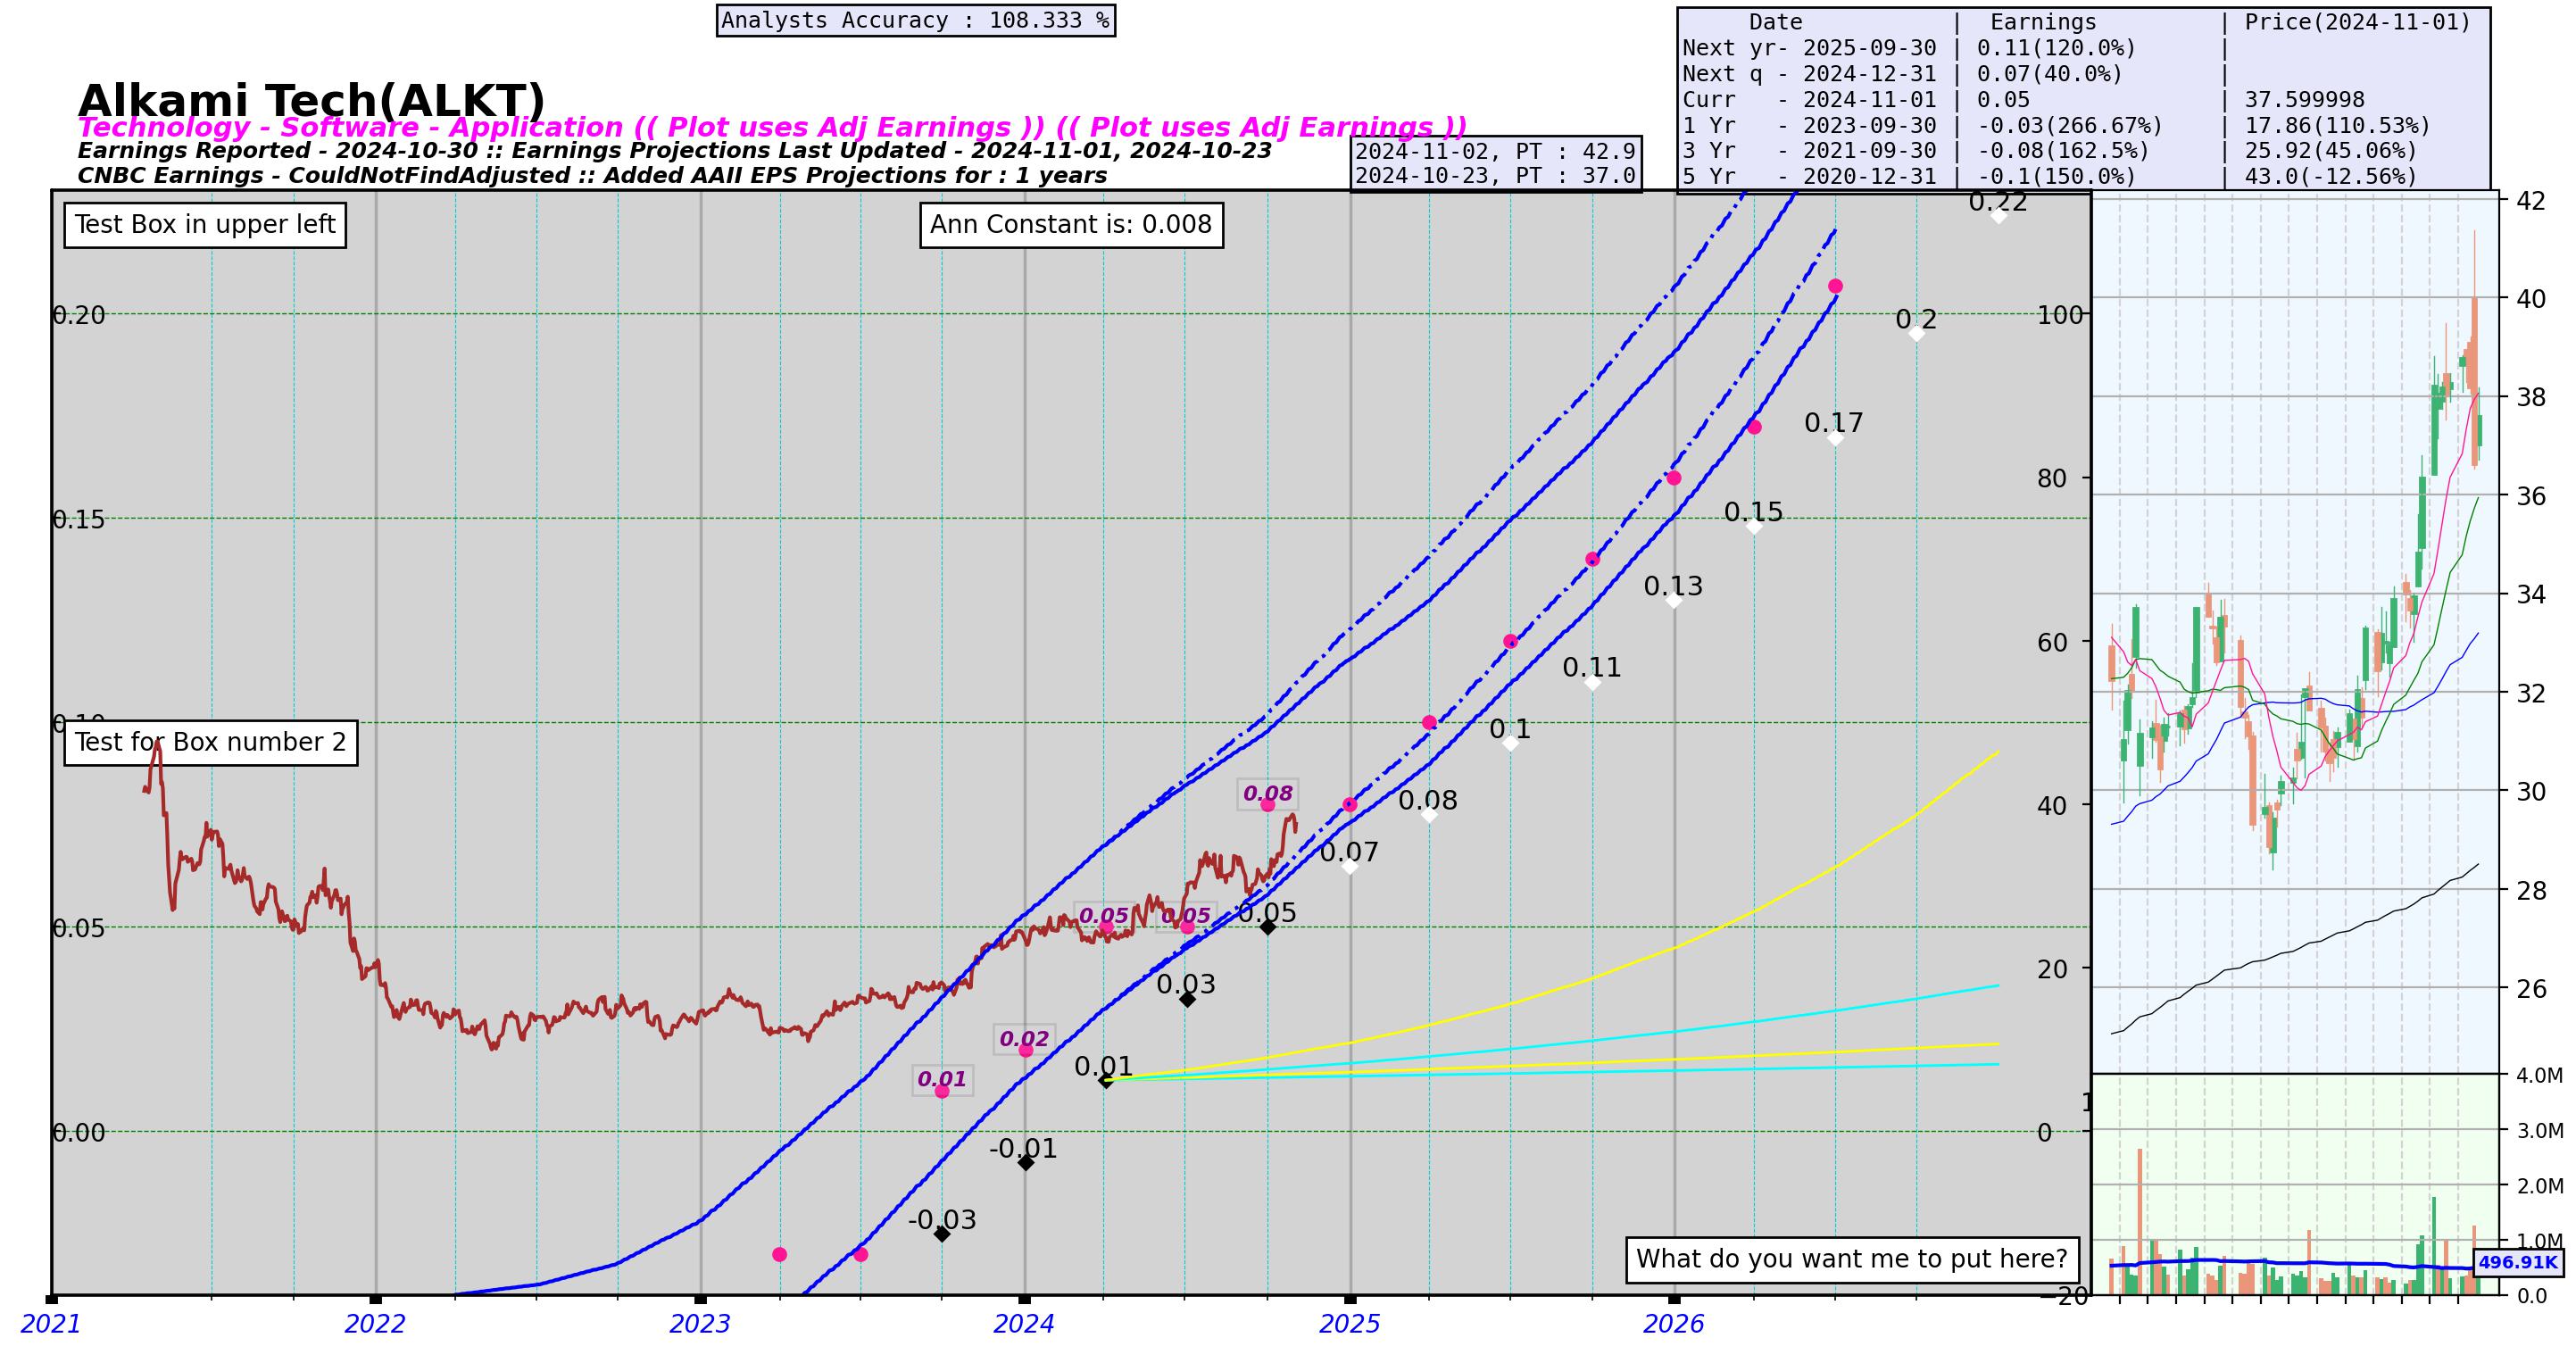 Analysts Accuracy : 108.333 %
Date | Earnings | Price(2024-11-01)
Next yr- 2025-09-30 | 0.11(120.0%) |
Next q - 2024-12-31 | 0.07(40.0%) |
Curr - 2024-11-01 | 0.05 | 37.599998
1 Yr - 2023-09-30 | -0.03(266.67%) | 17.86(110.53%)
3 Yr - 2021-09-30 | -0.08(162.5%) | 25.92(45.06%)
5 Yr - 2020-12-31 | -0.1(150.0%) | 43.0(-12.56%)
Alkami Tech(ALKT)
Technology - Software - Application (( Plot uses Adj Earnings )) (( Plot uses Adj Earnings ))
Earnings Reported - 2024-10-30 :: Earnings Projections Last Updated - 2024-11-01, 2024-10-23
CNBC Earnings - CouldNotFindAdjusted :: Added AAII EPS Projections for : 1 years
2024-11-02, PT : 42.9
2024-10-23, PT : 37.0
Test Box in upper left
Ann Constant is: 0.008
Test for Box number 2
What do you want me to put here?
0.20
0.15
0.10
0.05
0.00
-0.03
-0.01
0.01
0.03
0.05
0.07
0.08
0.1
0.11
0.13
0.15
0.17
0.2
0.22
0.01
0.02
0.05
0.05
0.08
100
80
60
40
20
0
−20
42
40
38
36
34
32
30
28
26
4.0M
3.0M
2.0M
1.0M
496.91K
0.0
1
2021
2022
2023
2024
2025
2026